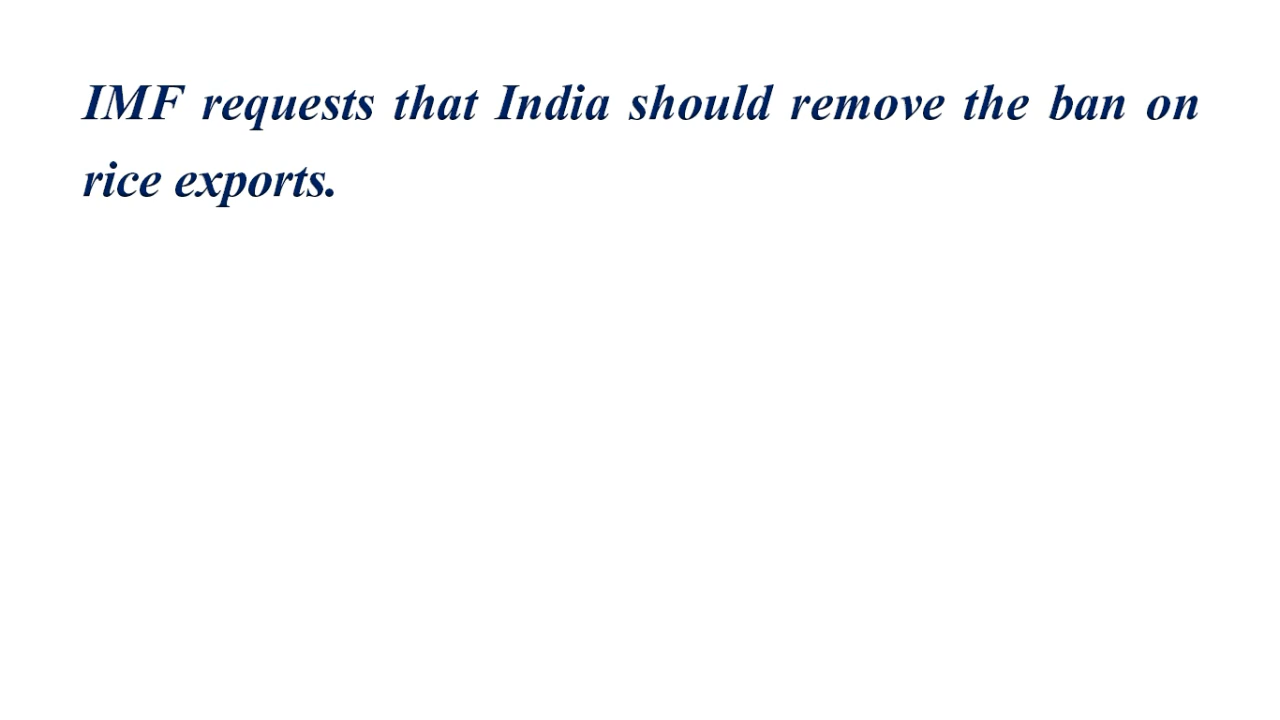 IMF requests that India should remove the ban on
rice exports.